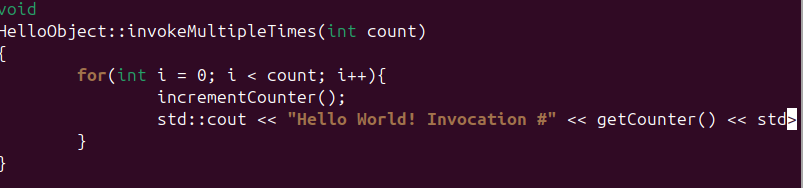 void
HelloObject::invokeMultipleTimes(int count)
{
        for(int i = 0; i < count; i++){
                incrementCounter();
                std::cout << "Hello World! Invocation #" << getCounter() << std>
        }
}